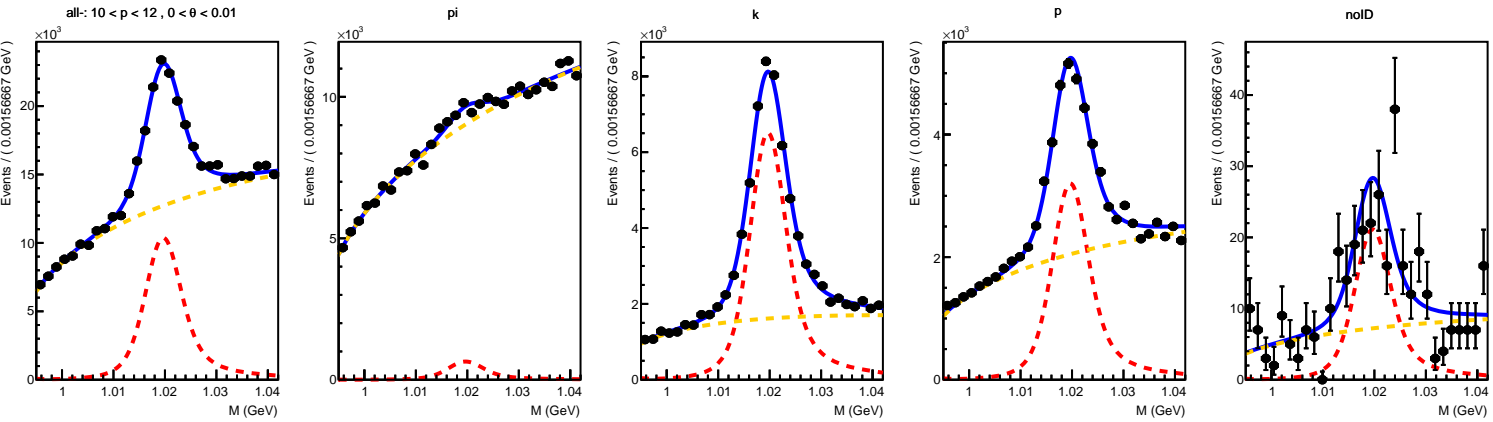 all-: 10 < p < 12 , 0 < θ < 0.01
×10³
Events / ( 0.00156667 GeV )
20
15
10
5
0
1 1.01 1.02 1.03 1.04
M (GeV)
pi
×10³
Events / ( 0.00156667 GeV )
10
5
0
1 1.01 1.02 1.03 1.04
M (GeV)
k
×10³
Events / ( 0.00156667 GeV )
8
6
4
2
0
1 1.01 1.02 1.03 1.04
M (GeV)
p
×10³
Events / ( 0.00156667 GeV )
4
2
0
1 1.01 1.02 1.03 1.04
M (GeV)
noID
Events / ( 0.00156667 GeV )
40
30
20
10
0
1 1.01 1.02 1.03 1.04
M (GeV)